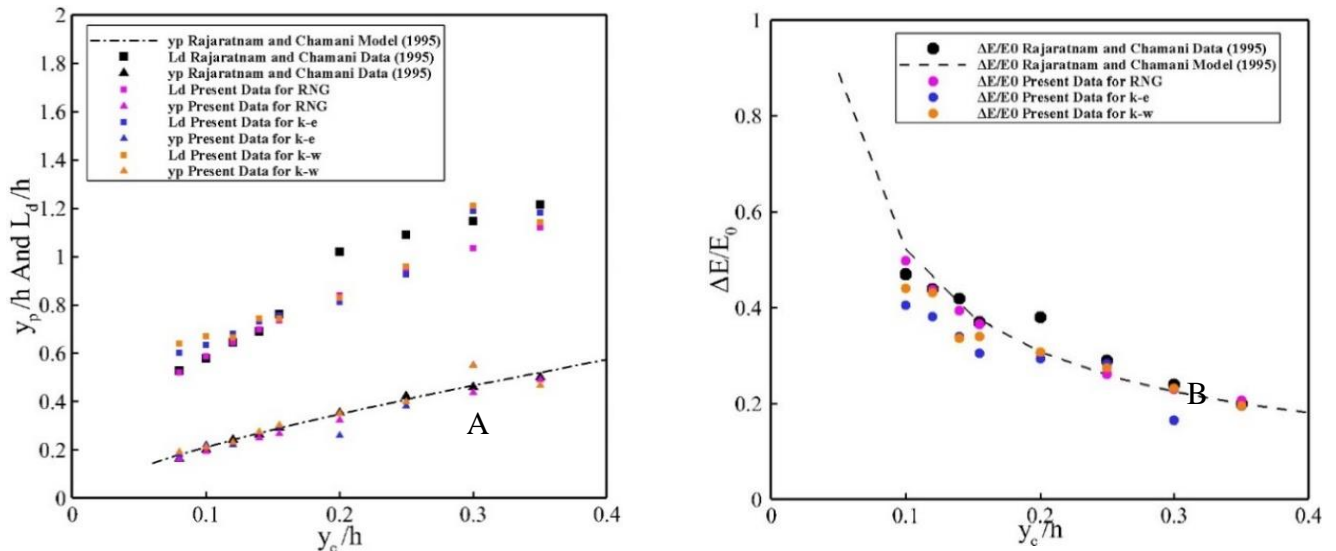 2
1.8
1.6
1.4
1.2
1
0.8
0.6
0.4
0.2
0
y_p/h And L_d/h
yp Rajaratnam and Chamani Model (1995)
Ld Rajaratnam and Chamani Data (1995)
yp Rajaratnam and Chamani Data (1995)
Ld Present Data for RNG
yp Present Data for RNG
Ld Present Data for k-e
yp Present Data for k-e
Ld Present Data for k-w
yp Present Data for k-w
A
0 0.1 0.2 0.3 0.4
y_c/h
1
0.8
0.6
0.4
0.2
0
ΔE/E_0
ΔE/E0 Rajaratnam and Chamani Data (1995)
ΔE/E0 Rajaratnam and Chamani Model (1995)
ΔE/E0 Present Data for RNG
ΔE/E0 Present Data for k-e
ΔE/E0 Present Data for k-w
B
0 0.1 0.2 0.3 0.4
y_c/h